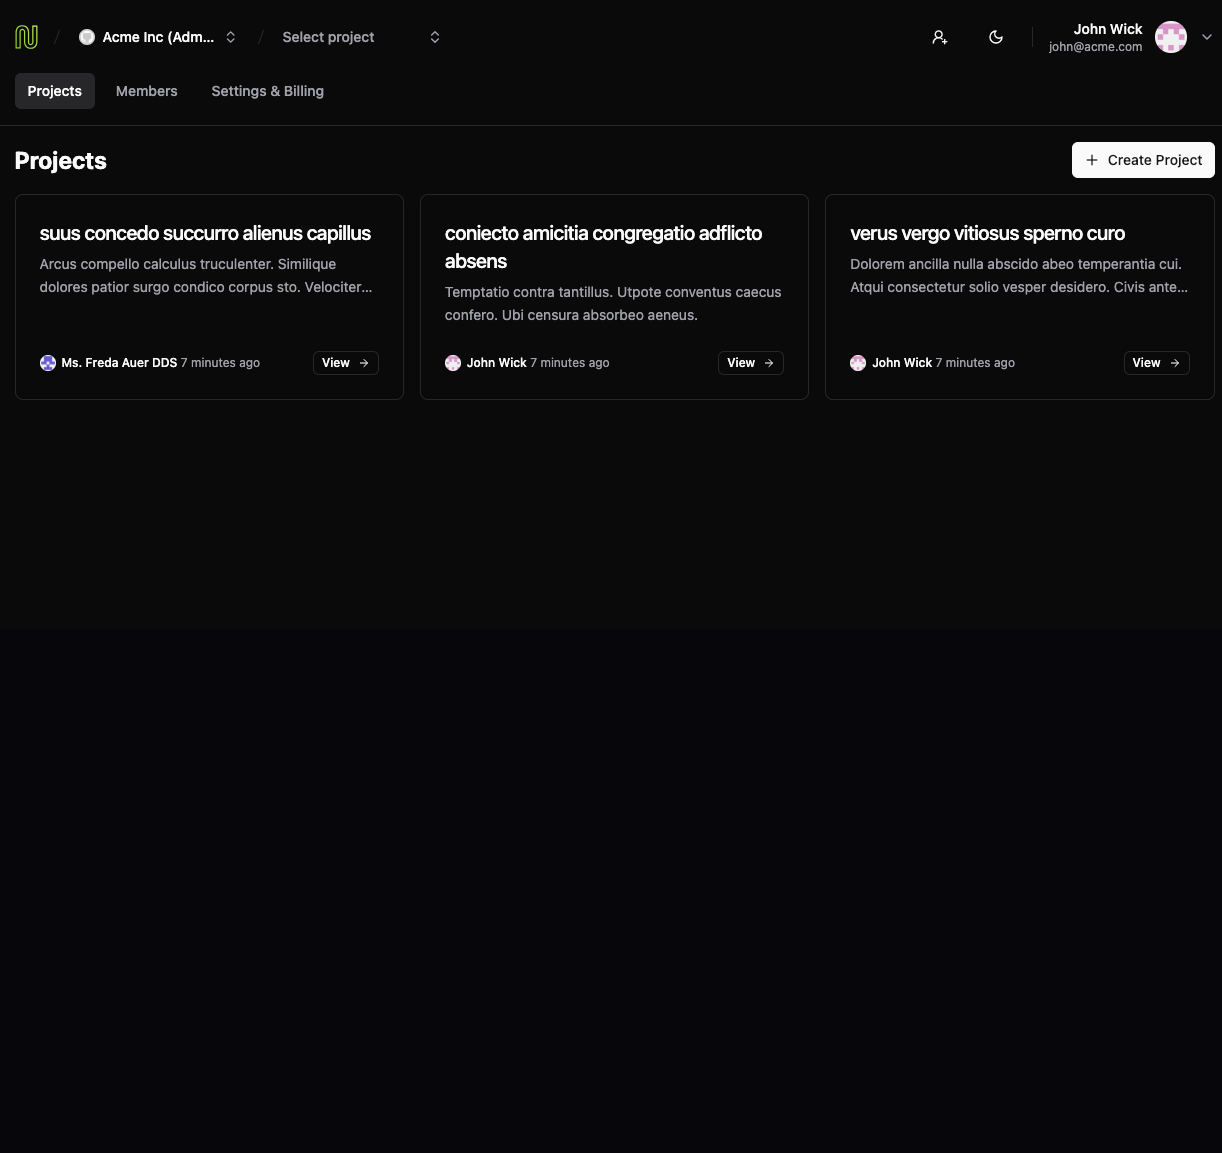 Acme Inc (Adm...
Select project
John Wick
john@acme.com
Projects
Members
Settings & Billing
Projects
Create Project
suus concedo succurro alienus capillus
Arcus compello calculus truculenter. Similique
dolores patior surgo condico corpus sto. Velociter...
Ms. Freda Auer DDS 7 minutes ago
View
coniecto amicitia congregatio adflicto
absens
Temptatio contra tantillus. Utpote conventus caecus
confero. Ubi censura absorbeo aeneus.
John Wick 7 minutes ago
View
verus vergo vitiosus sperno curo
Dolorem ancilla nulla abscido abeo temperantia cui.
Atqui consectetur solio vesper desidero. Civis ante...
John Wick 7 minutes ago
View